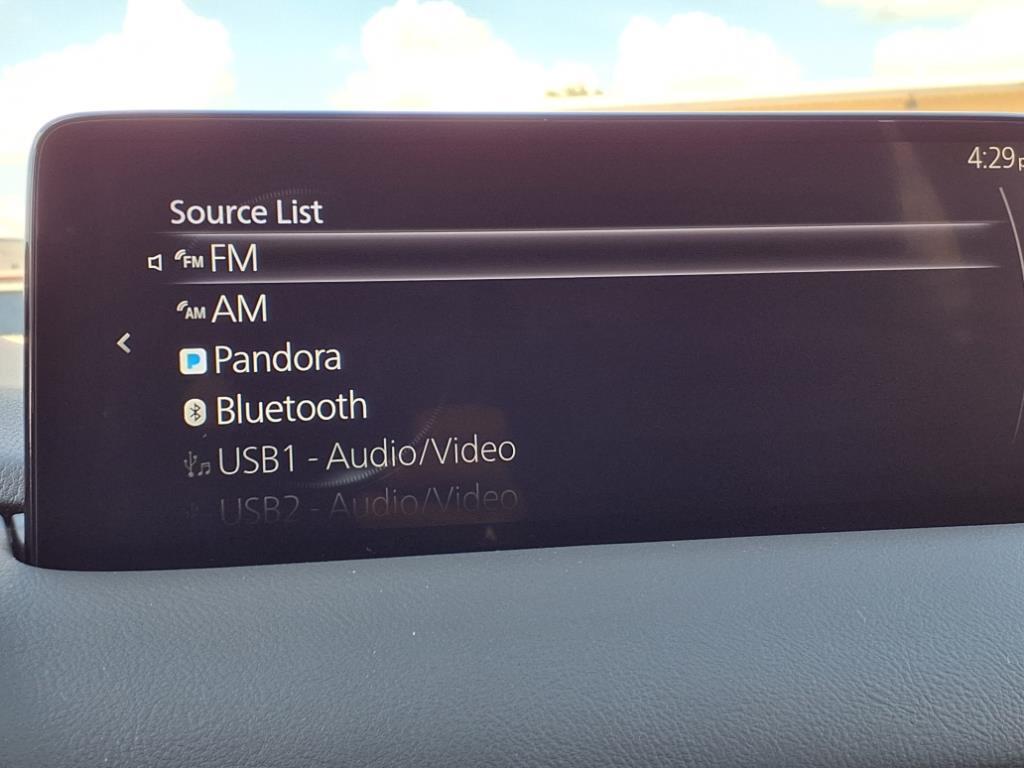 4:29
Source List
FM FM
AM AM
Pandora
Bluetooth
USB1 - Audio/Video
USB2 - Audio/Video